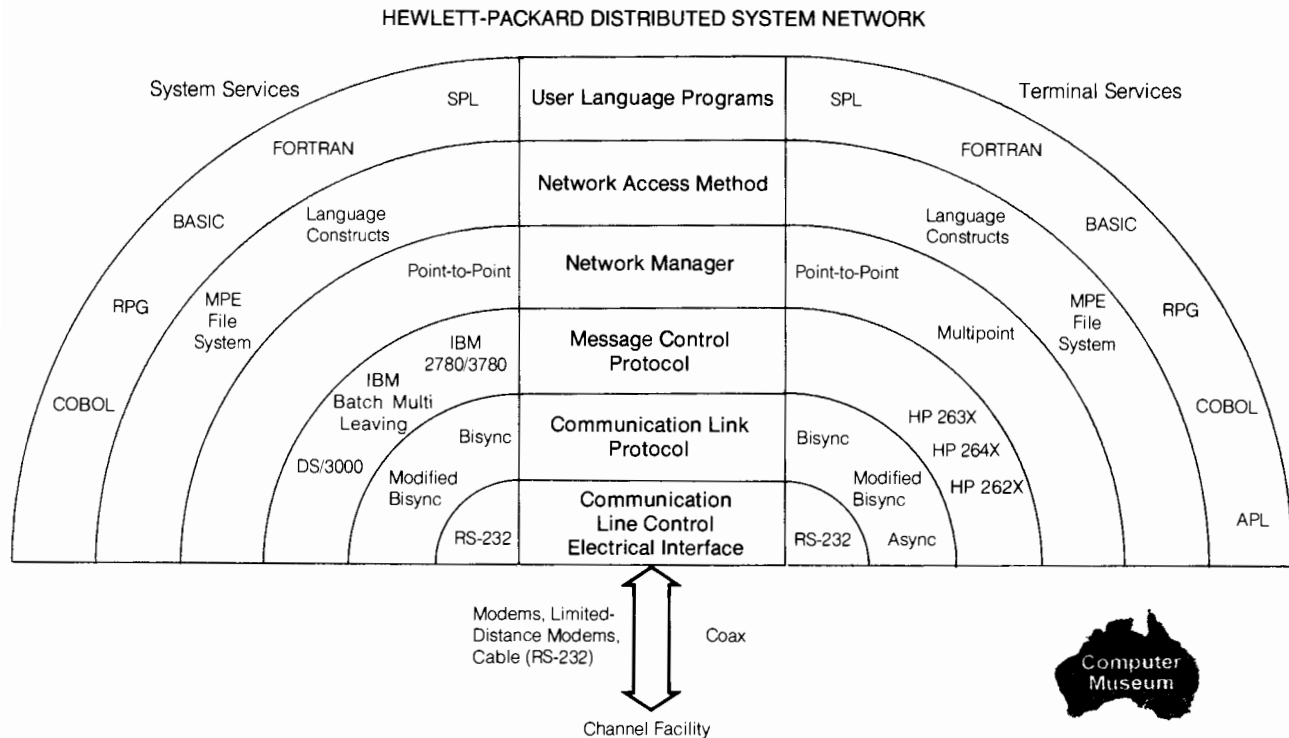 HEWLETT-PACKARD DISTRIBUTED SYSTEM NETWORK
System Services
Terminal Services
SPL
User Language Programs
SPL
FORTRAN
FORTRAN
Network Access Method
BASIC
Language
Constructs
Language
Constructs
BASIC
Point-to-Point
Network Manager
Point-to-Point
RPG
MPE
File
System
Multipoint
MPE
File
System
RPG
IBM
2780/3780
Message Control
Protocol
IBM
Batch Multi
Leaving
COBOL
COBOL
HP 263X
HP 264X
HP 262X
Bisync
Communication Link
Protocol
Bisync
DS/3000
Modified
Bisync
Modified
Bisync
RS-232
Communication
Line Control
Electrical Interface
RS-232
Async
APL
Modems, Limited-
Distance Modems,
Cable (RS-232)
Coax
Channel Facility
Computer
Museum